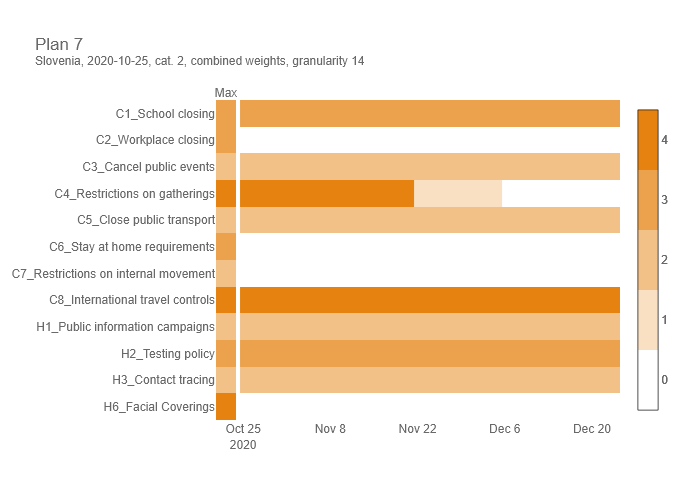 Plan 7
Slovenia, 2020-10-25, cat. 2, combined weights, granularity 14
Max
C1_School closing
C2_Workplace closing
C3_Cancel public events
C4_Restrictions on gatherings
C5_Close public transport
C6_Stay at home requirements
C7_Restrictions on internal movement
C8_International travel controls
H1_Public information campaigns
H2_Testing policy
H3_Contact tracing
H6_Facial Coverings
Oct 25 Nov 8 Nov 22 Dec 6 Dec 20
2020
4
3
2
1
0